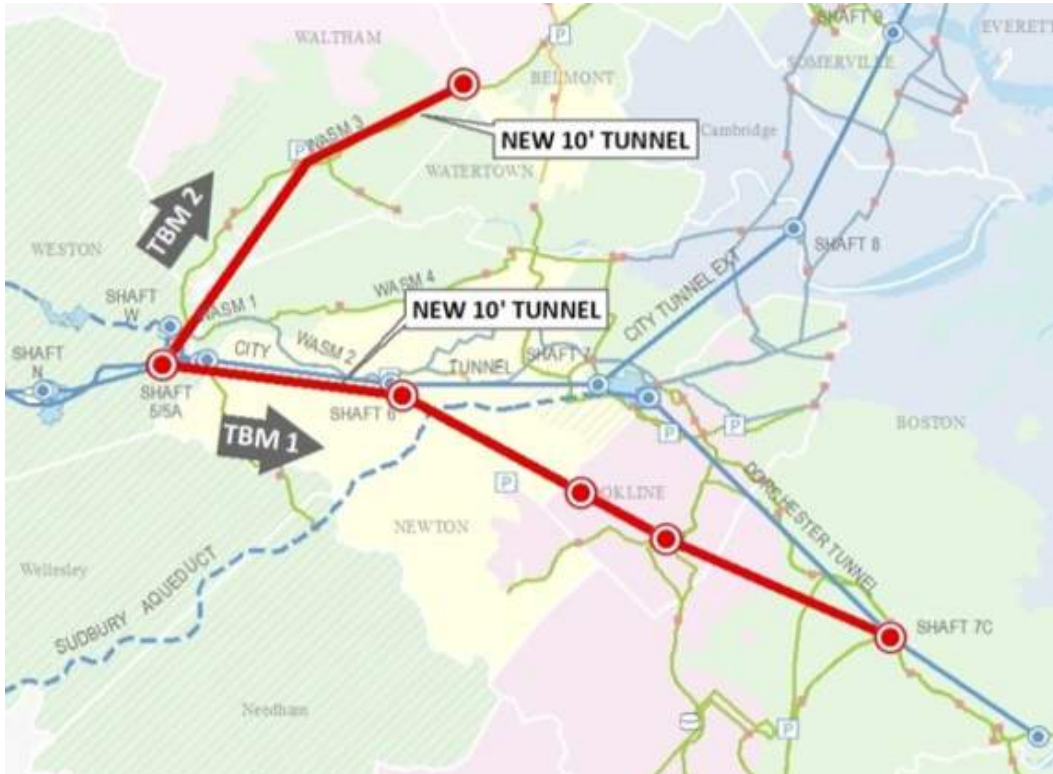 SHAFT 9
EVERETT
WALTHAM
P
SOMERVILLE
BELMONT
NEW 10' TUNNEL
Cambridge
WASM 3
P
WATERTOWN
TBM 2
WESTON
SHAFT 8
WASM 4
CITY TUNNEL EXT
SHAFT
W
WASM 1
NEW 10' TUNNEL
CITY
WASM 2
TUNNEL
SHAFT 7
SHAFT
N
SHAFT
5/5A
SHAFT 6
TBM 1
P
P
BOSTON
P
OKLINE
DORCHESTER TUNNEL
NEWTON
Wellesley
SUDBURY AQUEDUCT
SHAFT 7C
Needham
P